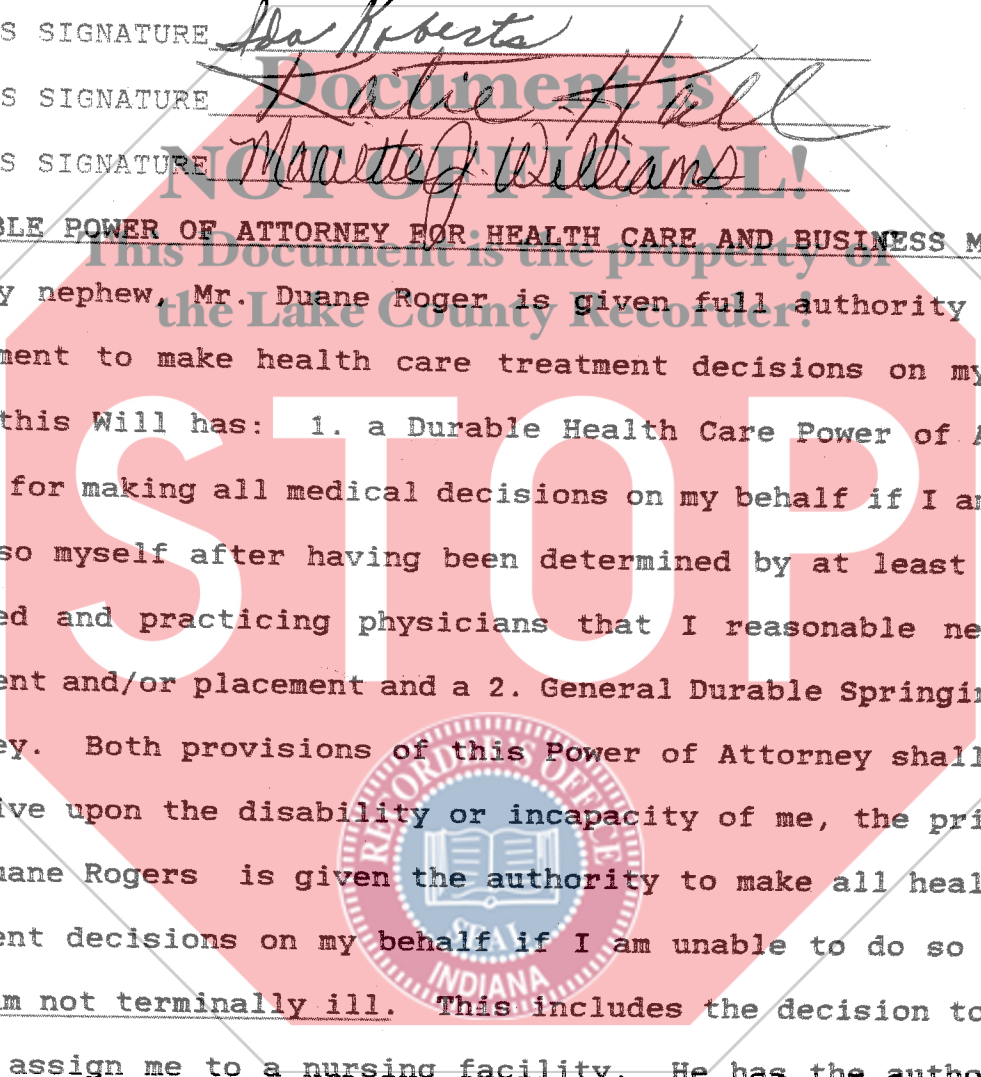 S SIGNATURE Ida Roberts
S SIGNATURE Katie Hall
S SIGNATURE J. Williams
Document is
NOT OFFICIAL!
This Document is the property of
the Lake County Recorder!
BLE POWER OF ATTORNEY FOR HEALTH CARE AND BUSINESS M
y nephew, Mr. Duane Roger is given full authority
ment to make health care treatment decisions on my
this Will has: 1. a Durable Health Care Power of A
for making all medical decisions on my behalf if I am
so myself after having been determined by at least
ed and practicing physicians that I reasonable ne
ent and/or placement and a 2. General Durable Springin
ey. Both provisions of this Power of Attorney shall
ive upon the disability or incapacity of me, the pri
uane Rogers is given the authority to make all heal
ent decisions on my behalf if I am unable to do so
m not terminally ill. This includes the decision to
assign me to a nursing facility. He has the autho
STOP
RECORDER'S OFFICE
SEAL
INDIANA